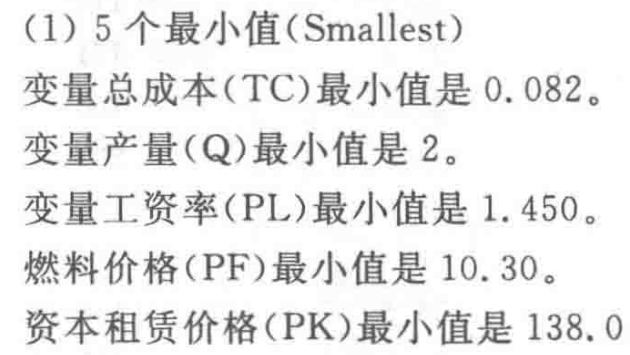 (1) 5 个最小值(Smallest)
变量总成本(TC)最小值是 0.082。
变量产量(Q)最小值是 2。
变量工资率(PL)最小值是 1.450。
燃料价格(PF)最小值是 10.30。
资本租赁价格(PK)最小值是 138.0